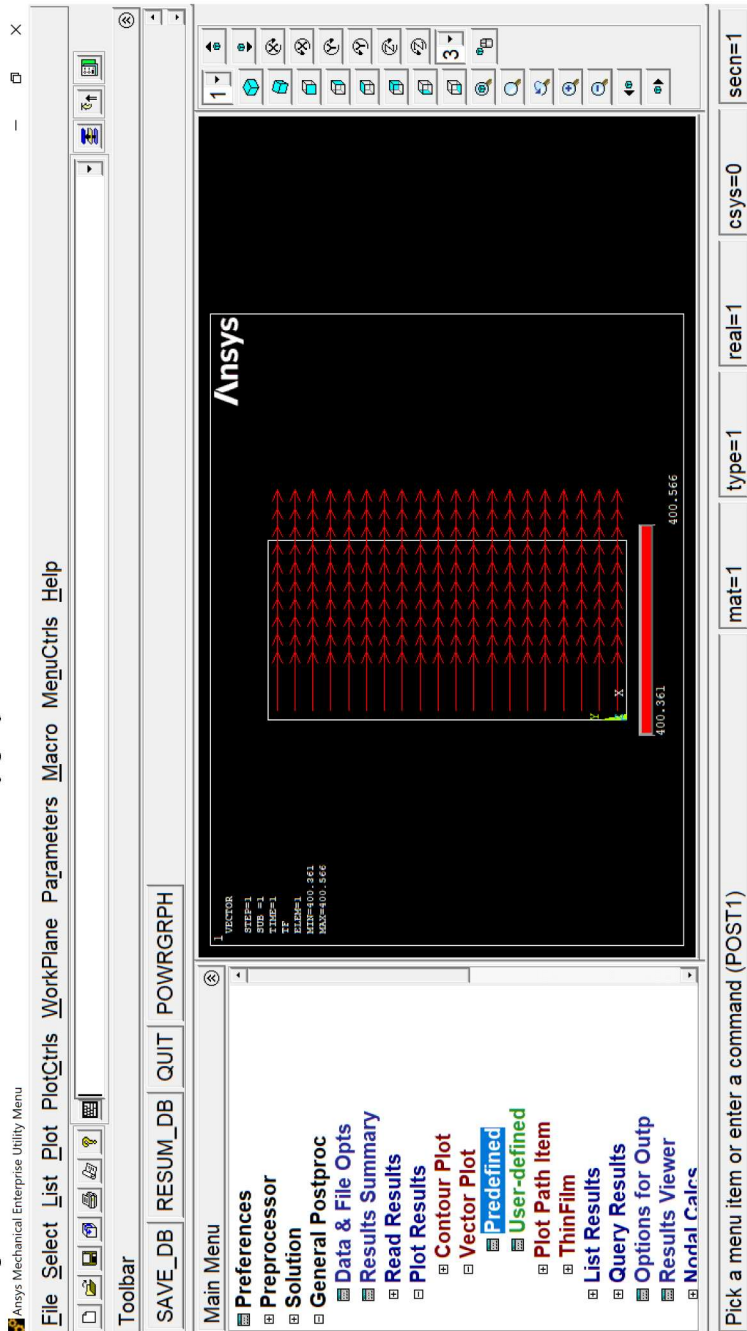 Ansys Mechanical Enterprise Utility Menu
File Select List Plot PlotCtrls WorkPlane Parameters Macro MenuCtrls Help
Toolbar
SAVE_DB RESUM_DB QUIT POWRGRPH
Main Menu
Preferences
Preprocessor
Solution
General Postproc
Data & File Opts
Results Summary
Read Results
Plot Results
Contour Plot
Vector Plot
Predefined
User-defined
Plot Path Item
ThinFilm
List Results
Query Results
Options for Outp
Results Viewer
Nodal Calcs
1
VECTOR
STEP=1
SUB =1
TIME=1
TF
ELEM=1
MIN=400.361
MAX=400.566
Ansys
Y
X
400.361
400.566
1
3
Pick a menu item or enter a command (POST1)
mat=1
type=1
real=1
csys=0
secn=1